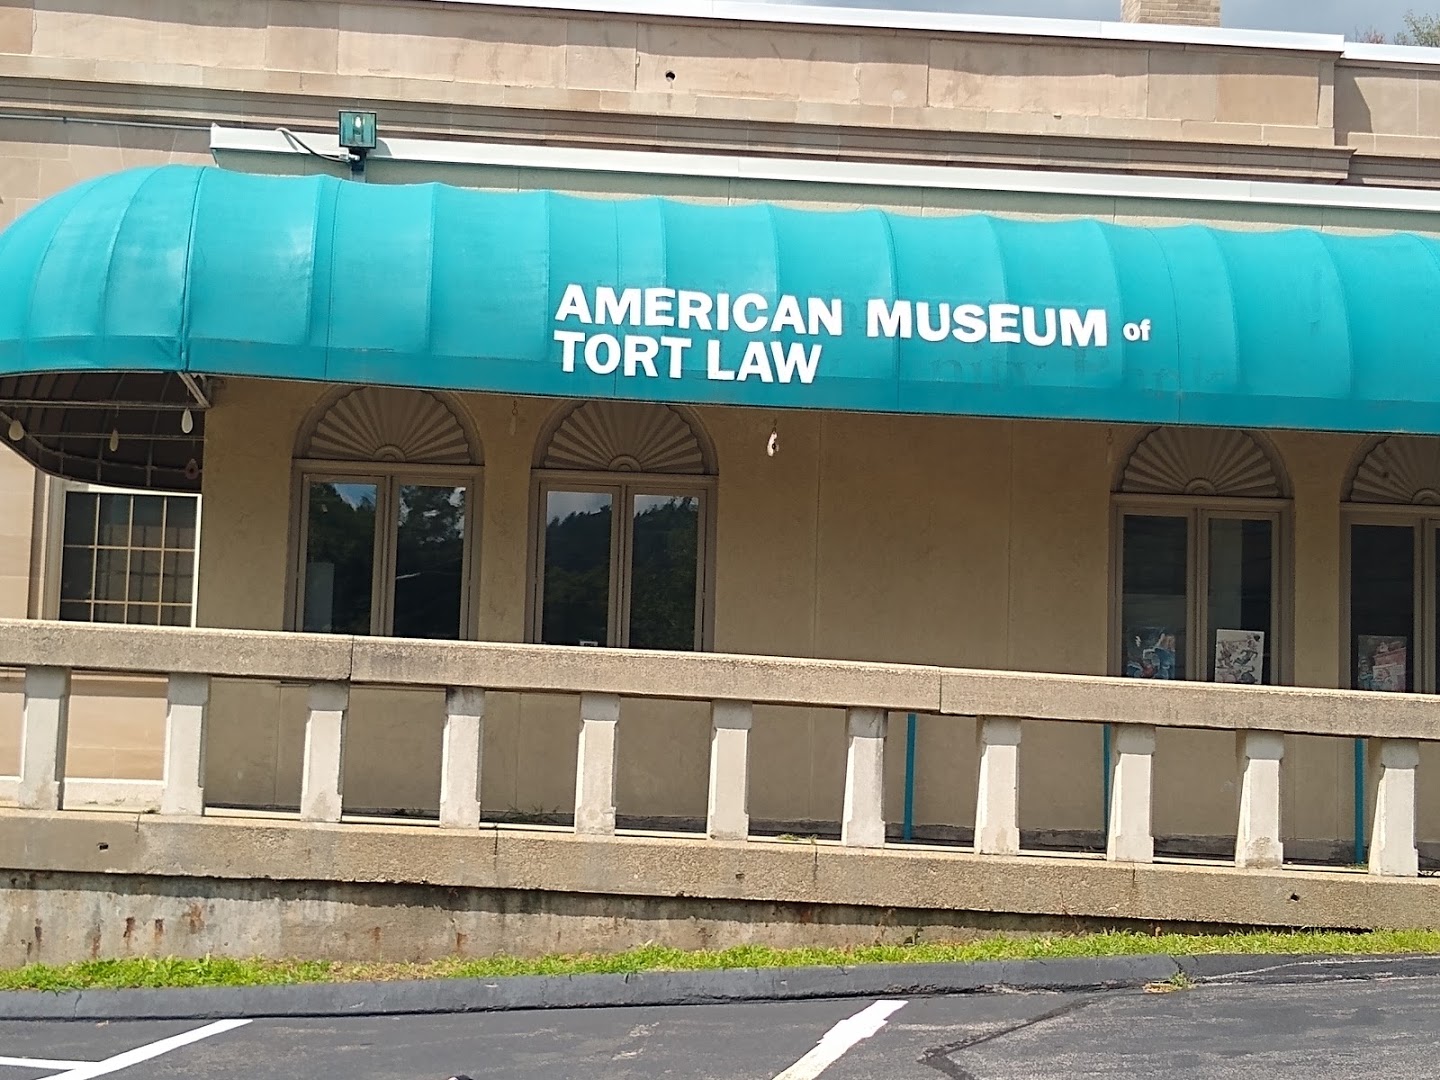 AMERICAN MUSEUM of
TORT LAW